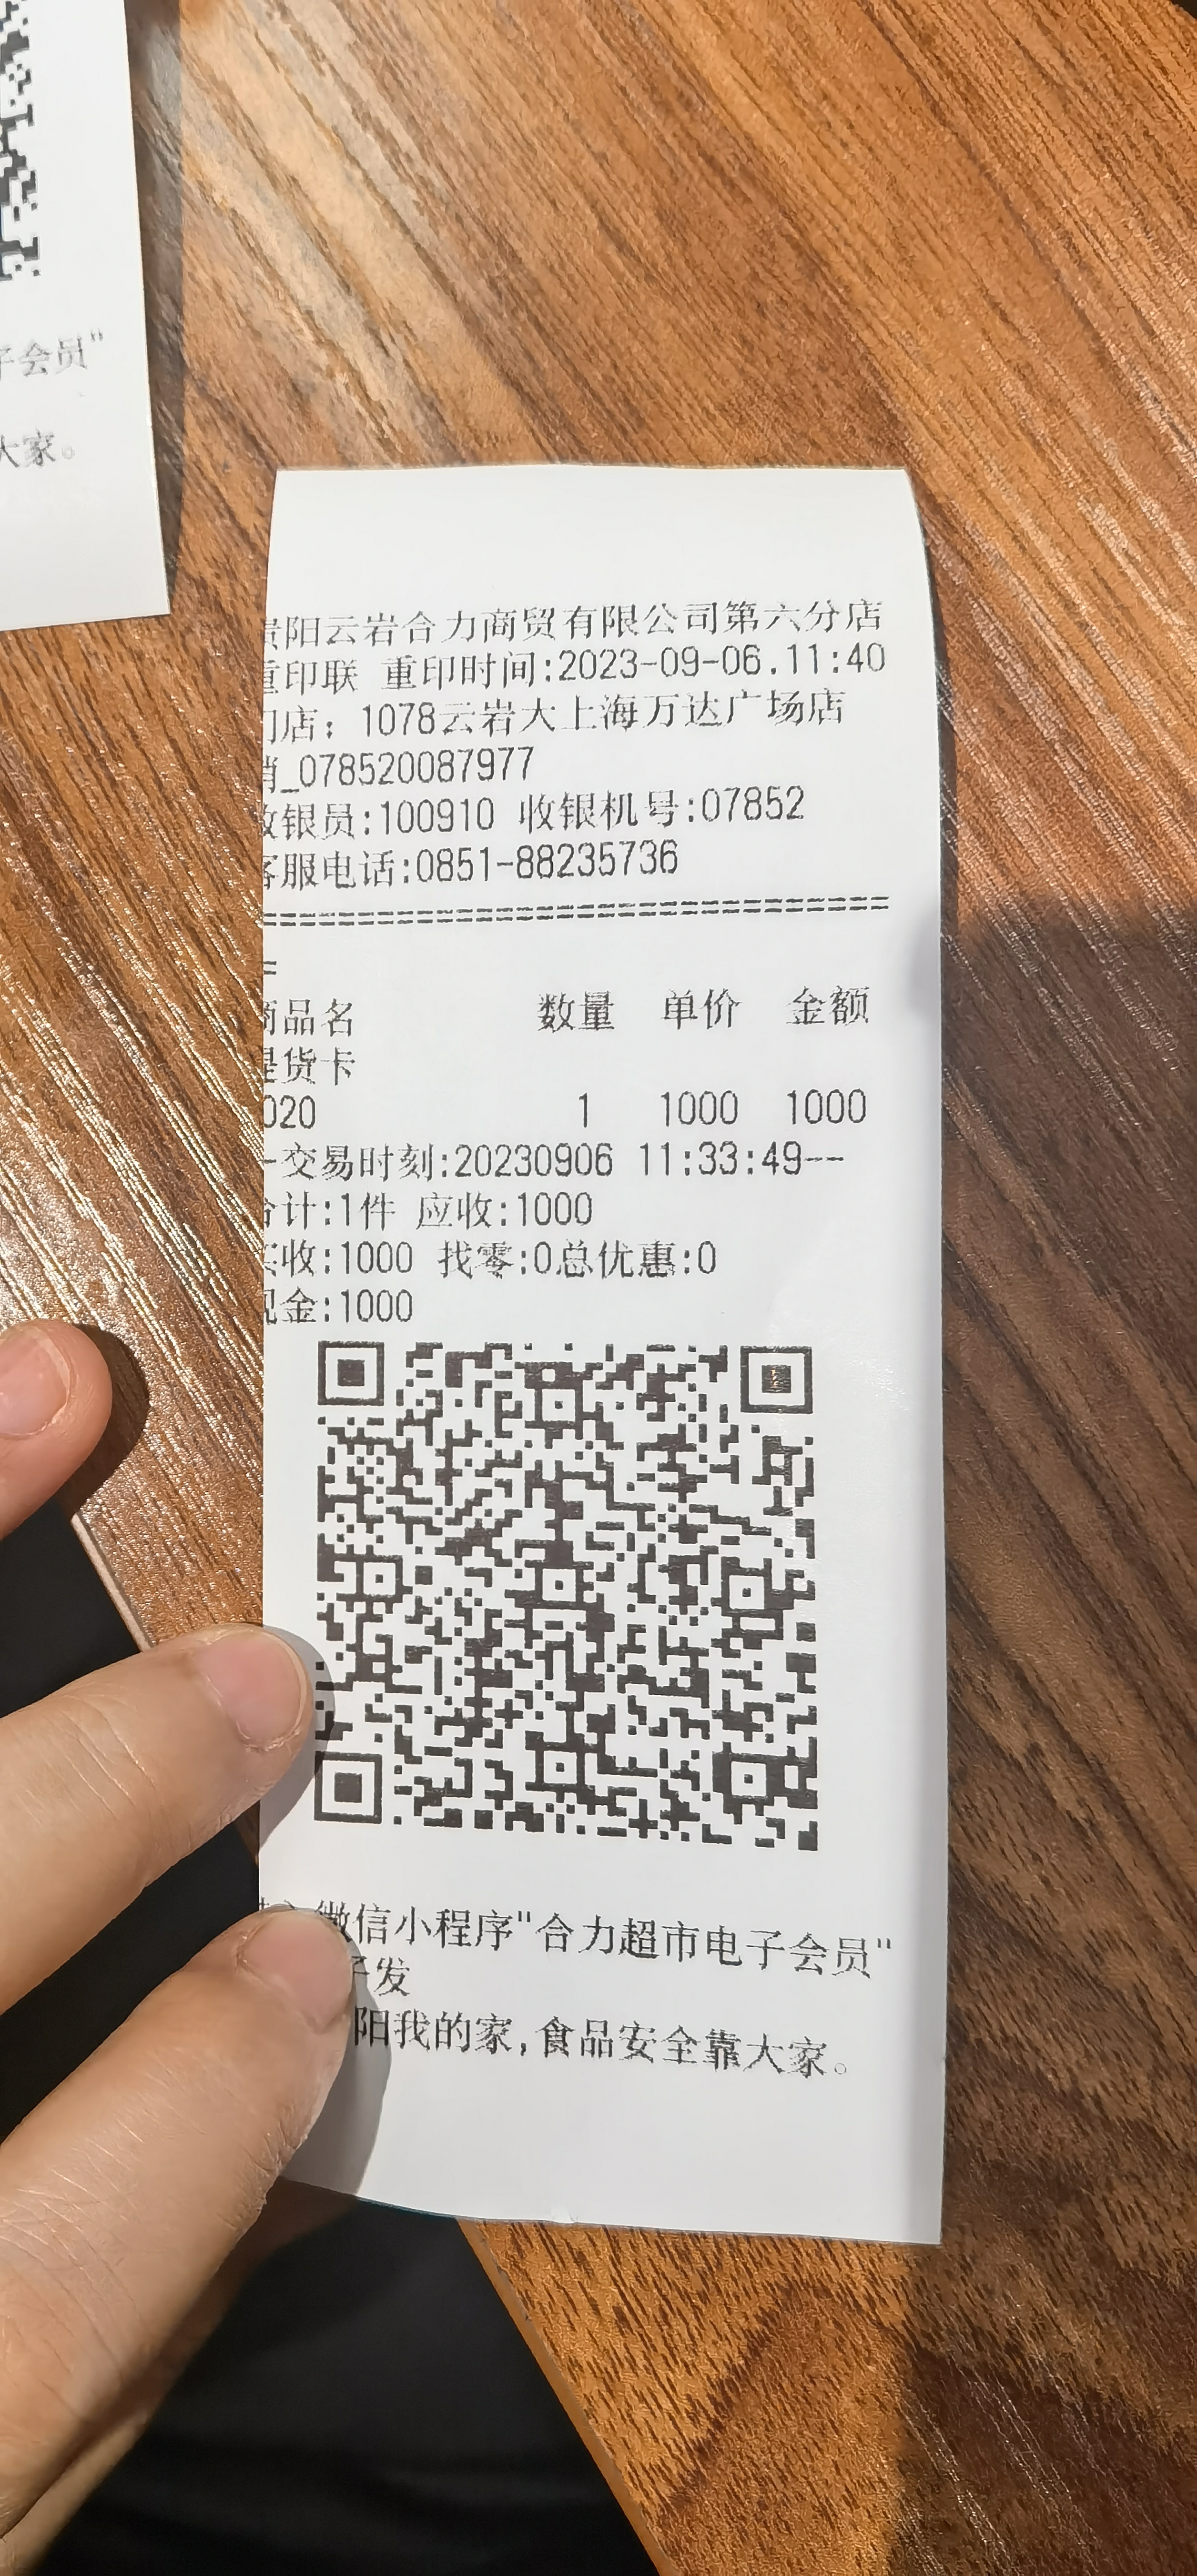 子会员"
大家。
贵阳云岩合力商贸有限公司第六分店
重印联 重印时间:2023-09-06.11:40
门店: 1078云岩大上海万达广场店
销_078520087977
收银员:100910 收银机号:07852
客服电话:0851-88235736
================================
=
商品名 数量 单价 金额
提货卡
020 1 1000 1000
--交易时刻:20230906 11:33:49--
合计:1件 应收:1000
实收:1000 找零:0总优惠:0
现金:1000
微信小程序"合力超市电子会员"
子发
阳我的家,食品安全靠大家。